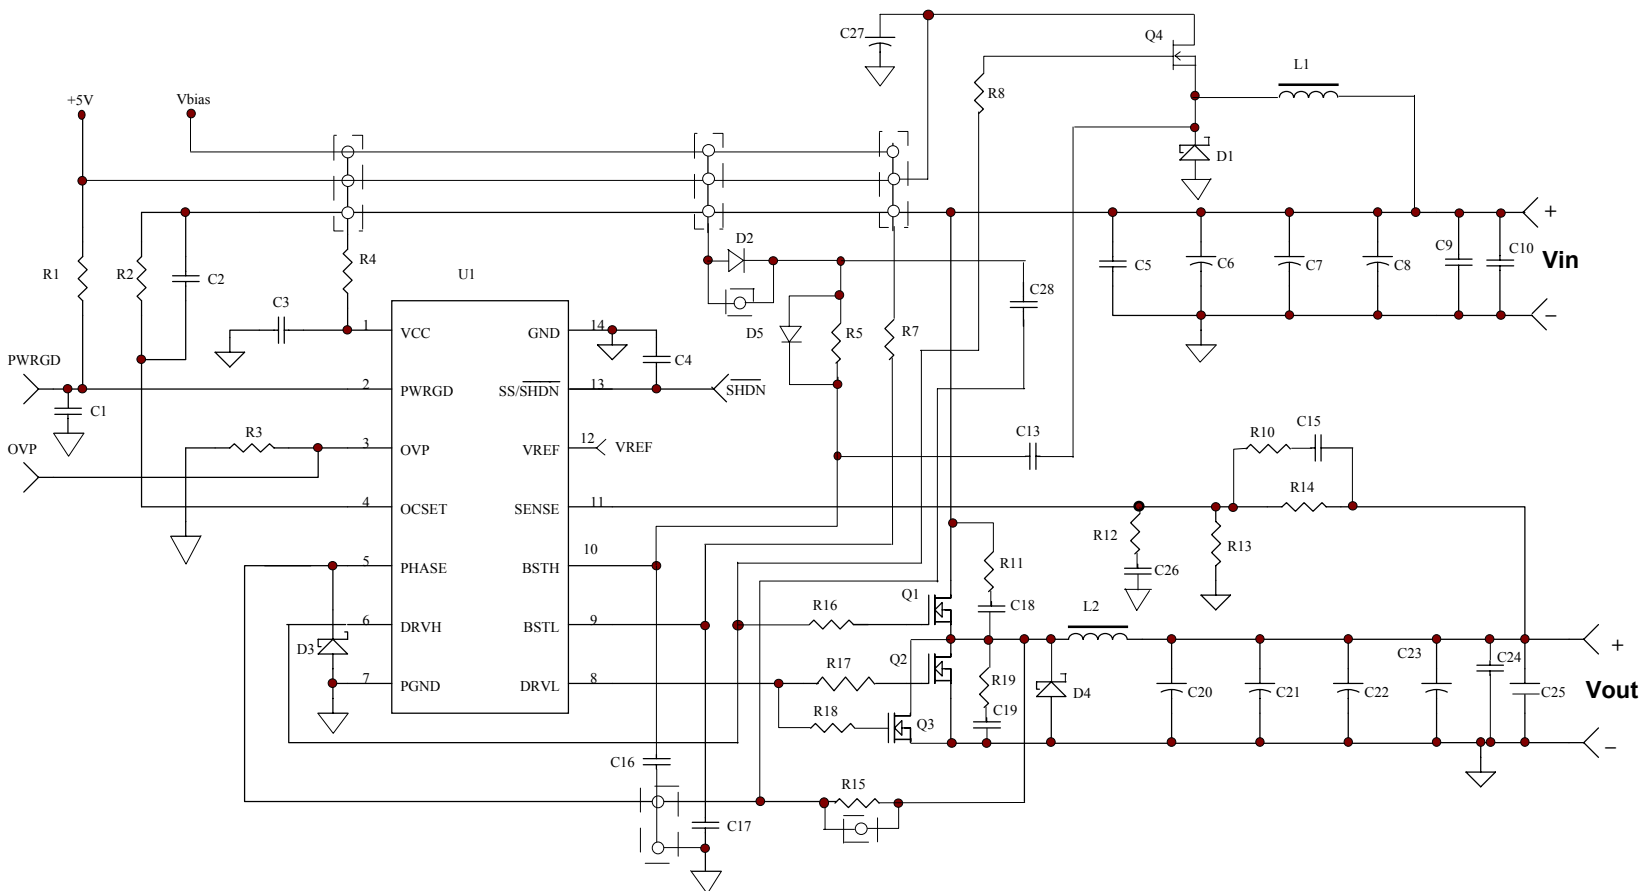 C27
Q4
L1
+5V
Vbias
R8
D1
+
R1
R2
C2
R4
U1
D2
C28
C5
C6
C7
C8
C9
C10
Vin
−
C3
D5
R5
R7
1
VCC
GND
14
C4
PWRGD
2
PWRGD
SS/SHDN
13
SHDN
C1
R3
OVP
3
OVP
VREF
12
VREF
C13
R10
C15
R14
4
OCSET
SENSE
11
R12
R13
C26
5
PHASE
BSTH
10
R11
C18
6
DRVH
BSTL
9
R16
Q1
L2
D3
7
PGND
DRVL
8
R17
Q2
R19
D4
C20
C21
C22
C23
C24
C25
+
Vout
−
R18
Q3
C19
C16
R15
C17